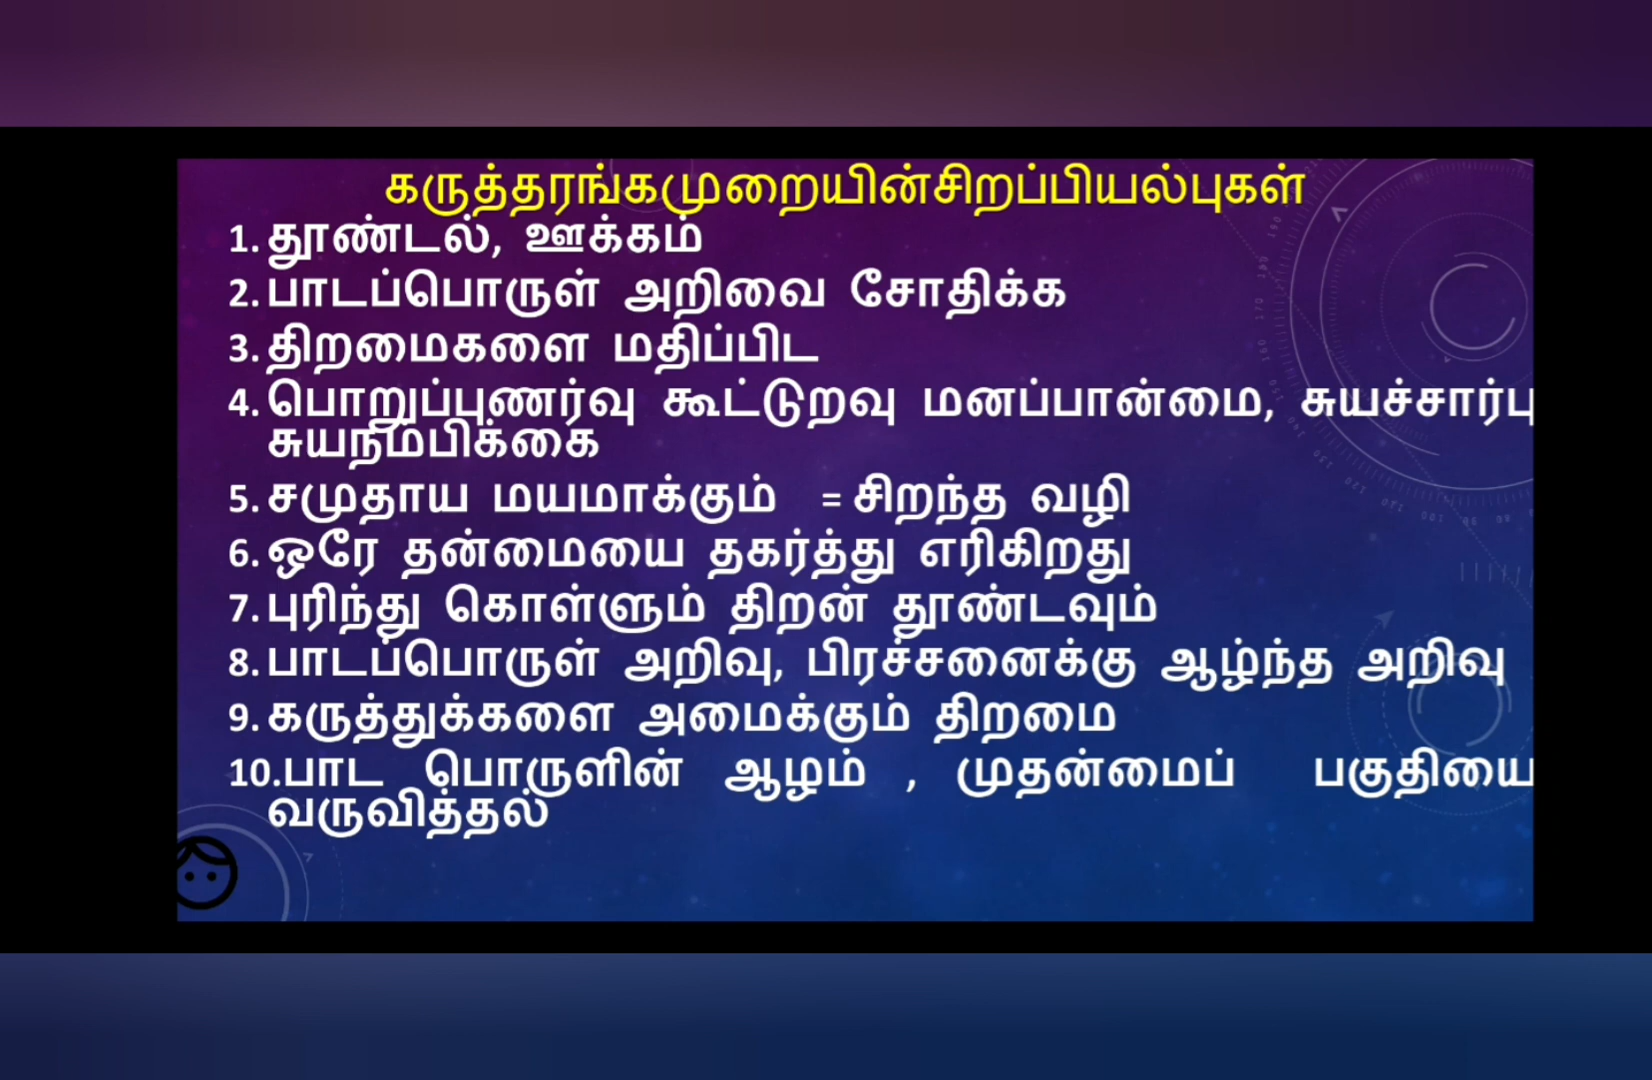 கருத்தரங்கமுறையின்சிறப்பியல்புகள்
1. தூண்டல், ஊக்கம்
2. பாடப்பொருள் அறிவை சோதிக்க
3. திறமைகளை மதிப்பிட
4. பொறுப்புணர்வு கூட்டுறவு மனப்பான்மை, சுயச்சார்பு
சுயநம்பிக்கை
5. சமுதாய மயமாக்கும் = சிறந்த வழி
6. ஒரே தன்மையை தகர்த்து எரிகிறது
7. புரிந்து கொள்ளும் திறன் தூண்டவும்
8. பாடப்பொருள் அறிவு, பிரச்சனைக்கு ஆழ்ந்த அறிவு
9. கருத்துக்களை அமைக்கும் திறமை
10.பாட பொருளின் ஆழம் , முதன்மைப் பகுதியை
வருவித்தல்